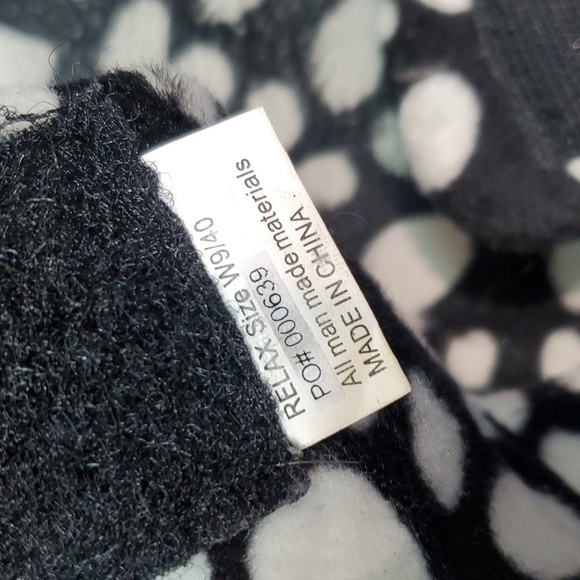 RELAX Size W9/40
PO# 000639
All man made materials
MADE IN CHINA